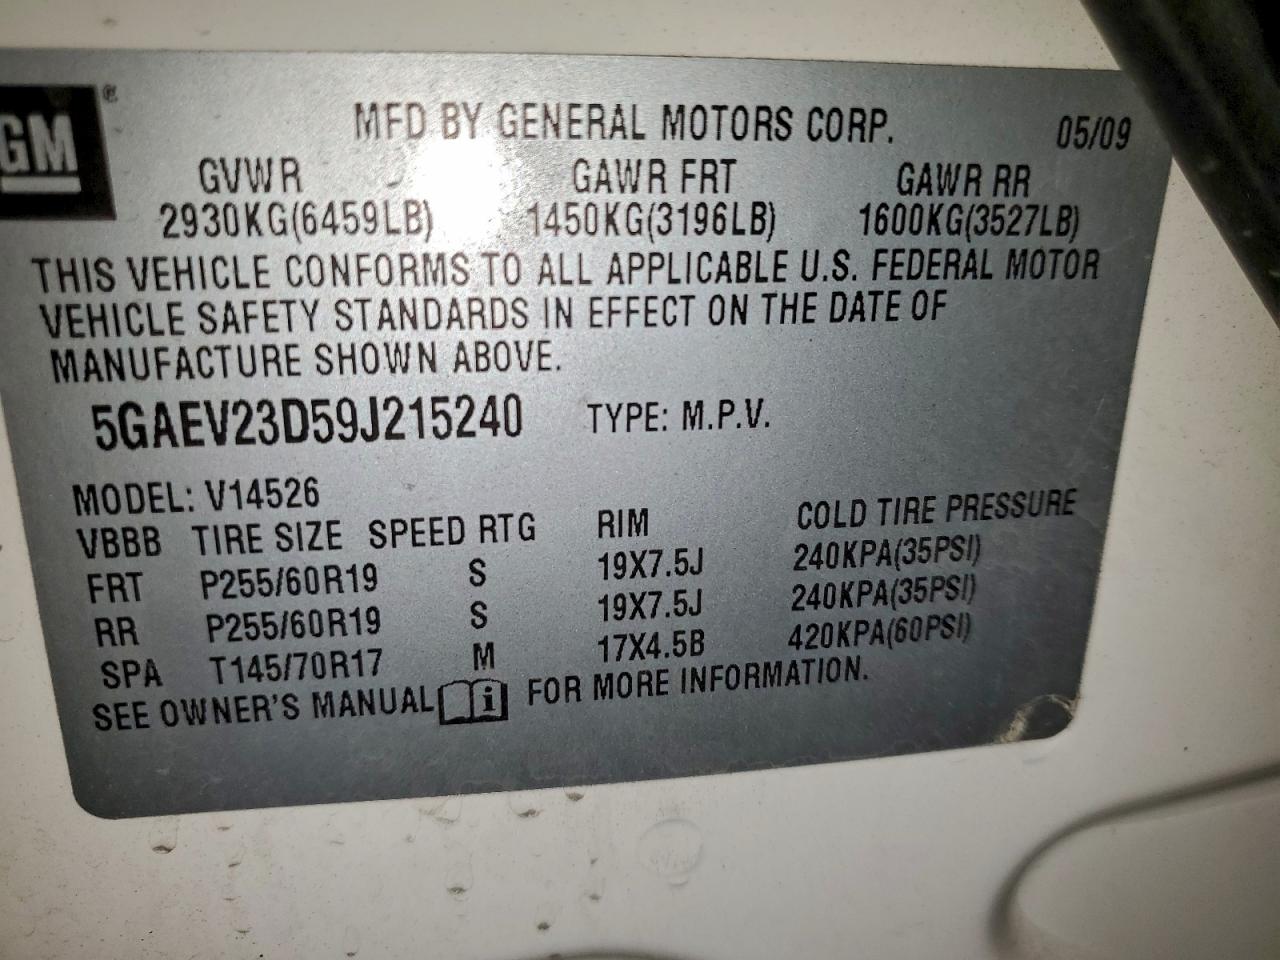 GM ®
MFD BY GENERAL MOTORS CORP. 05/09
GVWR GAWR FRT GAWR RR
2930KG(6459LB) 1450KG(3196LB) 1600KG(3527LB)
THIS VEHICLE CONFORMS TO ALL APPLICABLE U.S. FEDERAL MOTOR
VEHICLE SAFETY STANDARDS IN EFFECT ON THE DATE OF
MANUFACTURE SHOWN ABOVE.
5GAEV23D59J215240 TYPE: M.P.V.
MODEL: V14526
VBBB TIRE SIZE SPEED RTG RIM COLD TIRE PRESSURE
FRT P255/60R19 S 19X7.5J 240KPA(35PSI)
RR P255/60R19 S 19X7.5J 240KPA(35PSI)
SPA T145/70R17 M 17X4.5B 420KPA(60PSI)
SEE OWNER'S MANUAL i FOR MORE INFORMATION.